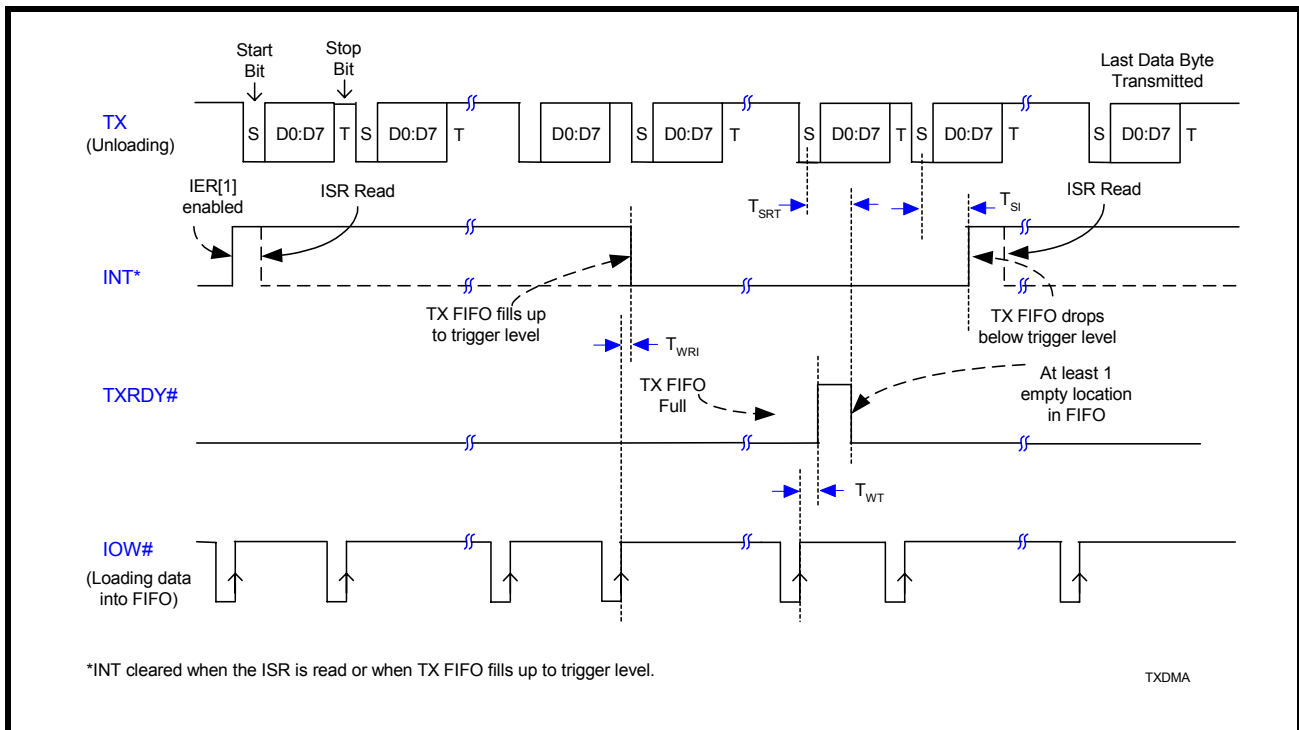 Start
Bit
Stop
Bit
Last Data Byte
Transmitted
TX
(Unloading)
S D0:D7 T S D0:D7 T D0:D7 S D0:D7 T S D0:D7 T S D0:D7 T S D0:D7 T
IER[1]
enabled
ISR Read
TSRT
TSI
ISR Read
INT*
TX FIFO fills up
to trigger level
TX FIFO drops
below trigger level
TWRI
TXRDY#
TX FIFO
Full
At least 1
empty location
in FIFO
TWT
IOW#
(Loading data
into FIFO)
*INT cleared when the ISR is read or when TX FIFO fills up to trigger level.
TXDMA